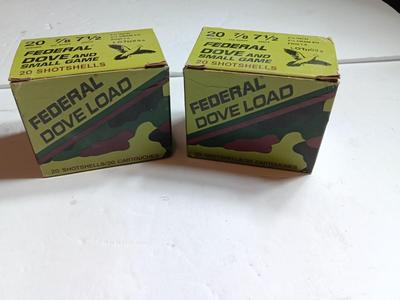 20 7/8 7 1/2
FEDERAL
DOVE AND
SMALL GAME
20 SHOTSHELLS
FEDERAL
DOVE LOAD
20 SHOTSHELLS/20 CARTOUCHES
20 7/8 7 1/2
FEDERAL
DOVE AND
SMALL GAME
20 SHOTSHELLS
FEDERAL
DOVE LOAD
20 SHOTSHELLS/20 CARTOUCHES